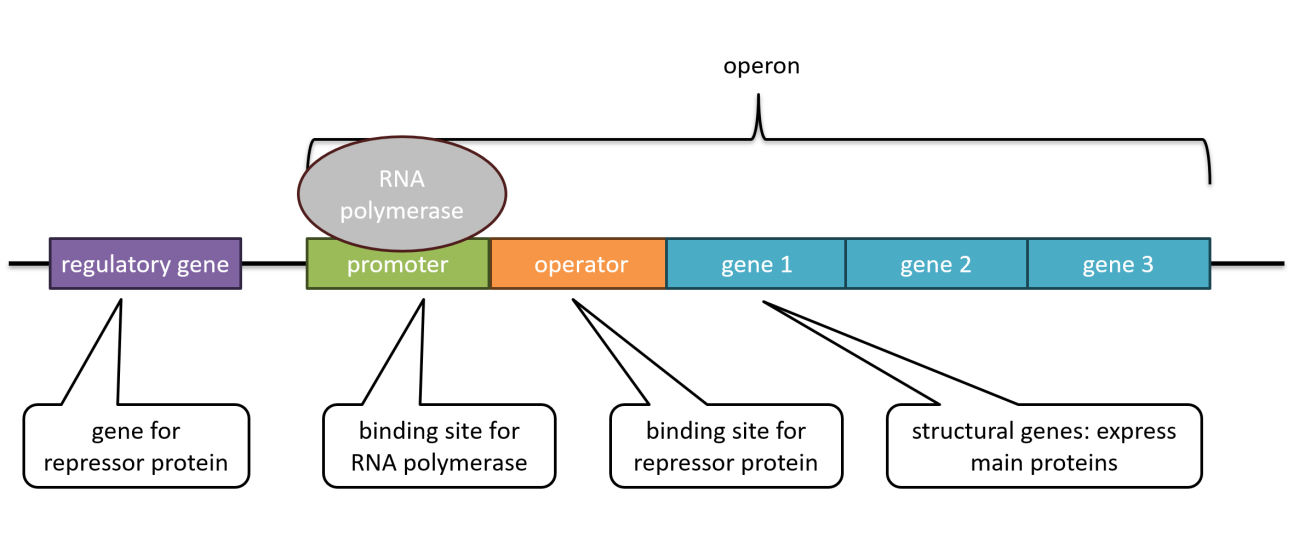 operon
RNA
polymerase
regulatory gene
promoter
operator
gene 1
gene 2
gene 3
gene for
repressor protein
binding site for
RNA polymerase
binding site for
repressor protein
structural genes: express
main proteins